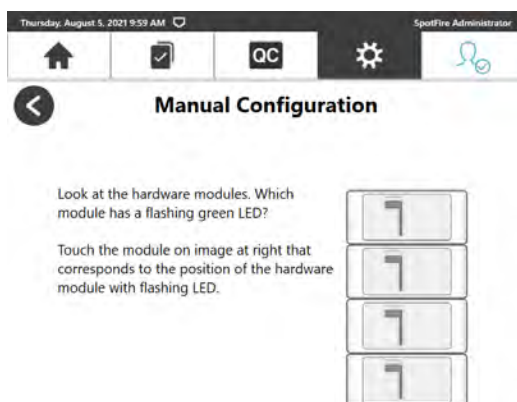 Thursday, August 5, 2021 9:59 AM
SpotFire Administrator
QC
Manual Configuration
Look at the hardware modules. Which
module has a flashing green LED?
Touch the module on image at right that
corresponds to the position of the hardware
module with flashing LED.